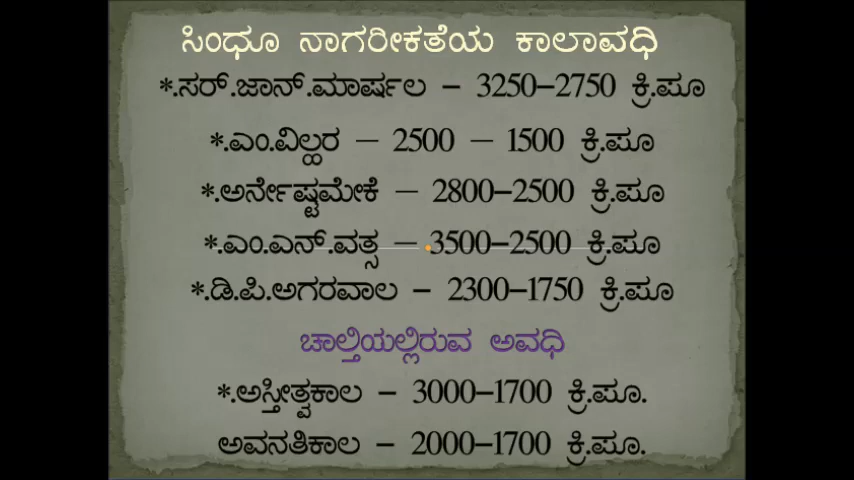 ಸಿಂಧೂ ನಾಗರೀಕತೆಯ ಕಾಲಾವಧಿ
*.ಸರ್.ಜಾನ್.ಮಾರ್ಷಲ – 3250–2750 ಕ್ರಿ.ಪೂ
*.ಎಂ.ವಿಲ್ಹರ – 2500 – 1500 ಕ್ರಿ.ಪೂ
*.ಅರ್ನೇಷ್ಟಮೇಕೆ – 2800–2500 ಕ್ರಿ.ಪೂ
*.ಎಂ.ಎನ್.ವತ್ಸ – 3500–2500 ಕ್ರಿ.ಪೂ
*.ಡಿ.ಪಿ.ಅಗರವಾಲ – 2300–1750 ಕ್ರಿ.ಪೂ
ಚಾಲ್ತಿಯಲ್ಲಿರುವ ಅವಧಿ
*.ಅಸ್ತೀತ್ವಕಾಲ – 3000–1700 ಕ್ರಿ.ಪೂ.
ಅವನತಿಕಾಲ – 2000–1700 ಕ್ರಿ.ಪೂ.